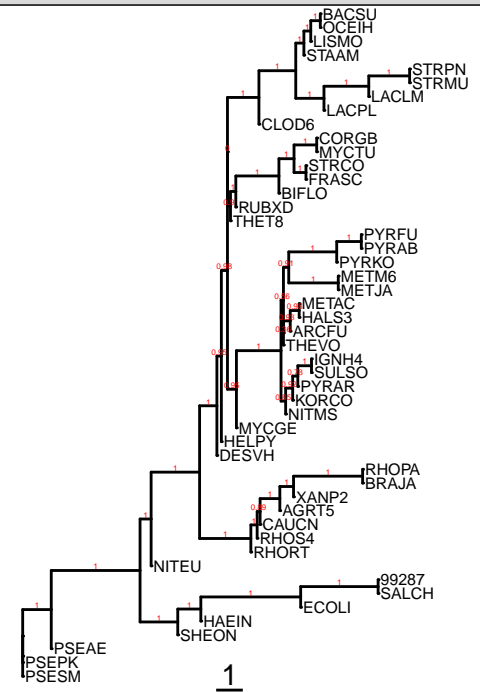 BACSU
OCEIH
LISMO
STAAM
STRPN
STRMU
LACLM
LACPL
CLOD6
CORGB
MYCTU
STRCO
FRASC
BIFLO
RUBXD
THET8
PYRFU
PYRAB
PYRKO
METM6
METJA
METAC
HALS3
ARCFU
THEVO
IGNH4
SULSO
PYRAR
KORCO
NITMS
MYCGE
HELPY
DESVH
RHOPA
BRAJA
XANP2
AGRT5
CAUCN
RHOS4
RHORT
NITEU
99287
SALCH
ECOLI
HAEIN
SHEON
PSEAE
PSEPK
PSESM
1